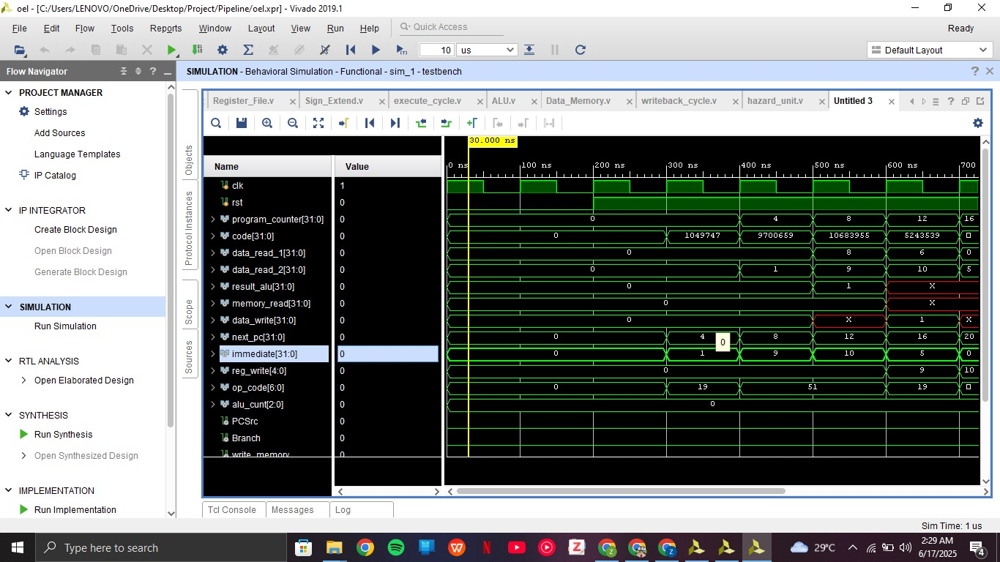 oel - [C:/Users/LENOVO/OneDrive/Desktop/Project/Pipeline/oel.xpr] - Vivado 2019.1
File Edit Flow Tools Reports Window Layout View Run Help Quick Access Ready
10 us Default Layout
Flow Navigator
SIMULATION - Behavioral Simulation - Functional - sim_1 - testbench
PROJECT MANAGER
Settings
Add Sources
Language Templates
IP Catalog
IP INTEGRATOR
Create Block Design
Open Block Design
Generate Block Design
SIMULATION
Run Simulation
RTL ANALYSIS
Open Elaborated Design
SYNTHESIS
Run Synthesis
Open Synthesized Design
IMPLEMENTATION
Run Implementation
Objects
Protocol Instances
Scope
Sources
Register_File.v Sign_Extend.v execute_cycle.v ALU.v Data_Memory.v writeback_cycle.v hazard_unit.v Untitled 3
30.000 ns
Name Value 0 ns 100 ns 200 ns 300 ns 400 ns 500 ns 600 ns 700
clk 1
rst 0
program_counter[31:0] 0 0 4 8 12 16
code[31:0] 0 0 1049747 9700659 10683955 5243539
data_read_1[31:0] 0 0 8 6 0
data_read_2[31:0] 0 0 1 9 10 5
result_alu[31:0] 0 0 1 X
memory_read[31:0] 0 0 X
data_write[31:0] 0 0 X 1 X
next_pc[31:0] 0 0 4 8 12 16 20
0
immediate[31:0] 0 0 1 9 10 5 0
reg_write[4:0] 0 0 9 10
op_code[6:0] 0 0 19 51 19
alu_cunt[2:0] 0 0
PCSrc 0
Branch 0
write_memory 0
Tcl Console Messages Log
Sim Time: 1 us
Type here to search
29°C
2:29 AM
6/17/2025
4